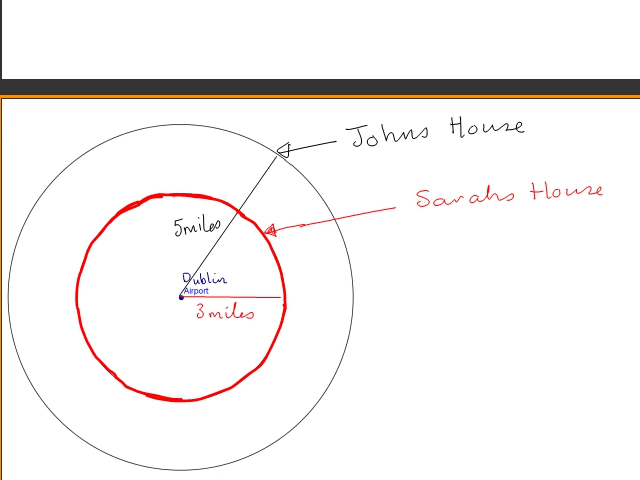 Johns House
Sarahs House
5miles
Dublin
Airport
3miles